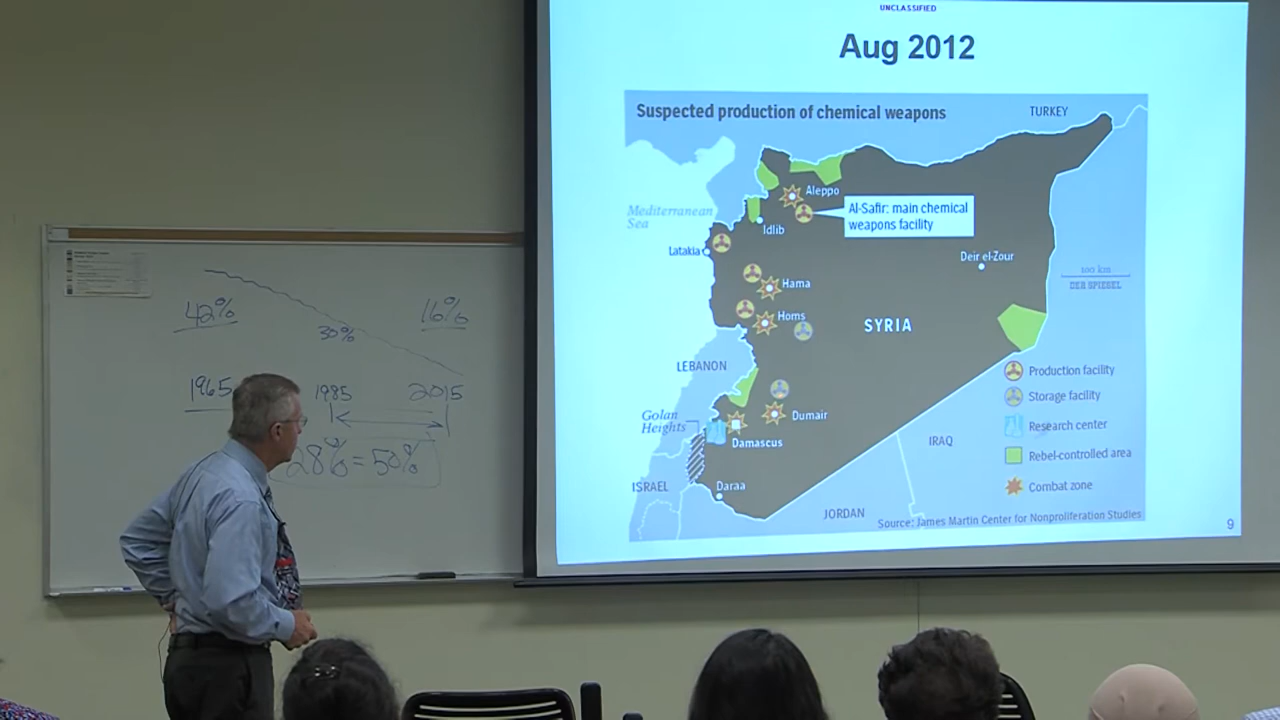 UNCLASSIFIED
Aug 2012
Suspected production of chemical weapons
TURKEY
Mediterranean
Sea
Aleppo
Al-Safir: main chemical
weapons facility
Idlib
Latakia
Deir el-Zour
100 km
DER SPIEGEL
Hama
Homs
SYRIA
LEBANON
Production facility
Storage facility
Golan
Heights
Dumair
Research center
Damascus
IRAQ
Rebel-controlled area
ISRAEL
Daraa
Combat zone
JORDAN
Source: James Martin Center for Nonproliferation Studies
9
42%
30%
16%
1965
1985
2015
28% = 50%